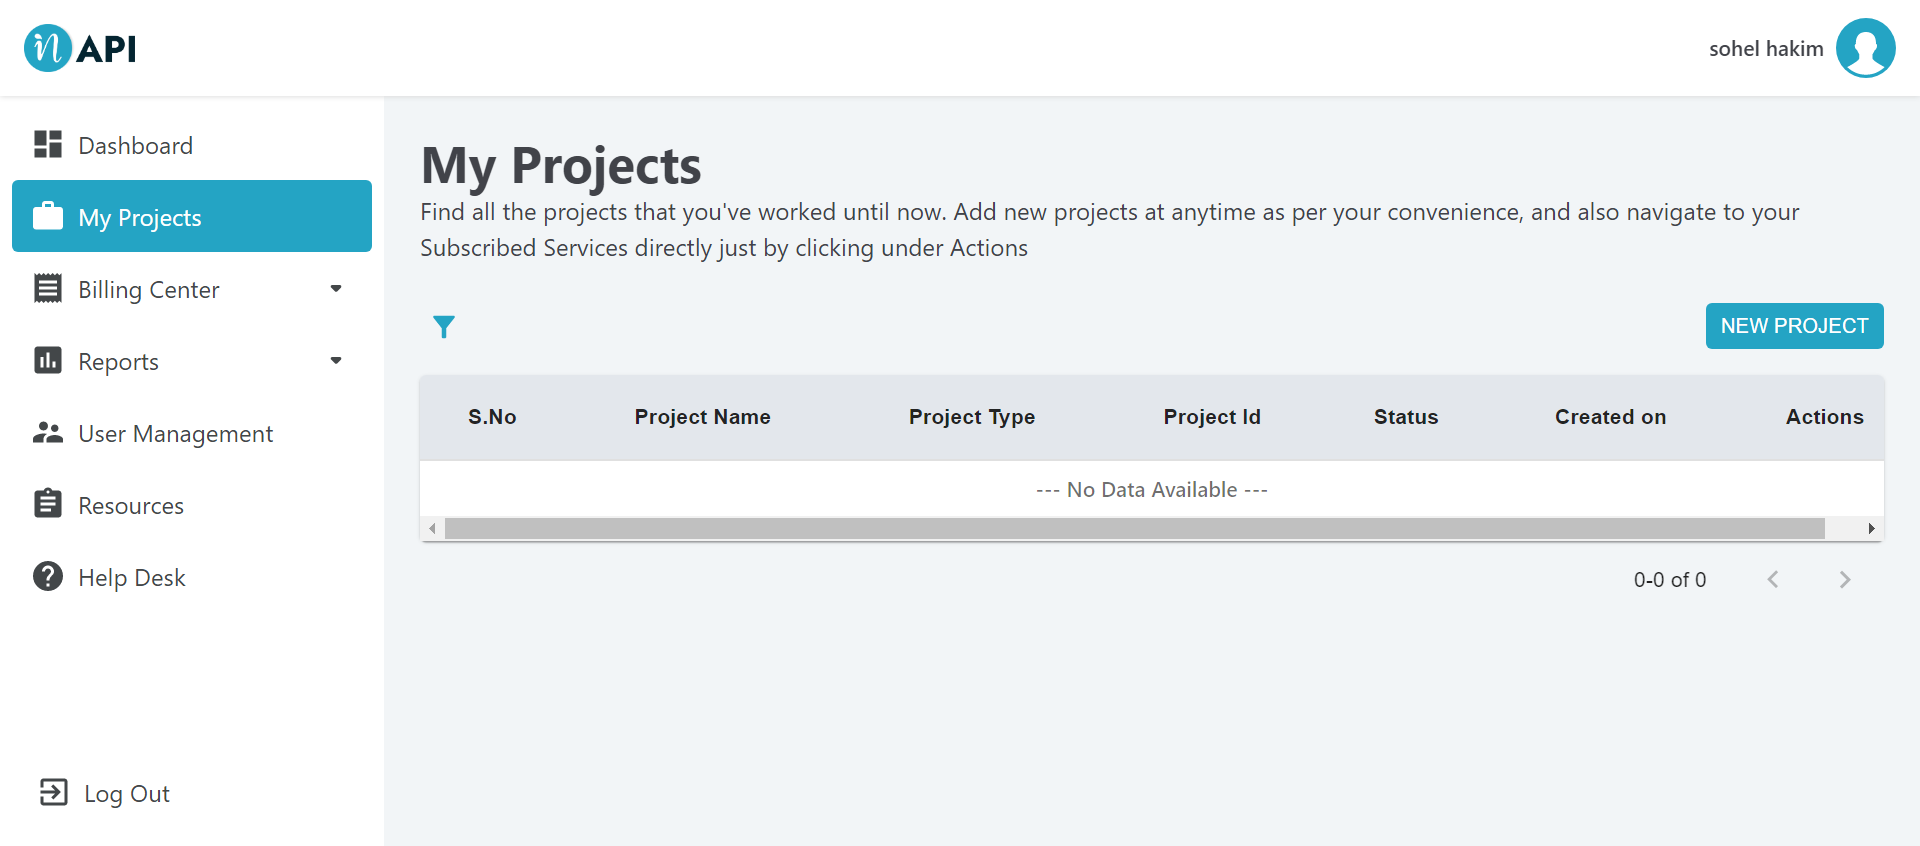 n API
sohel hakim
Dashboard
My Projects
Billing Center
Reports
User Management
Resources
Help Desk
Log Out
My Projects
Find all the projects that you've worked until now. Add new projects at anytime as per your convenience, and also navigate to your
Subscribed Services directly just by clicking under Actions
NEW PROJECT
S.No Project Name Project Type Project Id Status Created on Actions
--- No Data Available ---
0-0 of 0